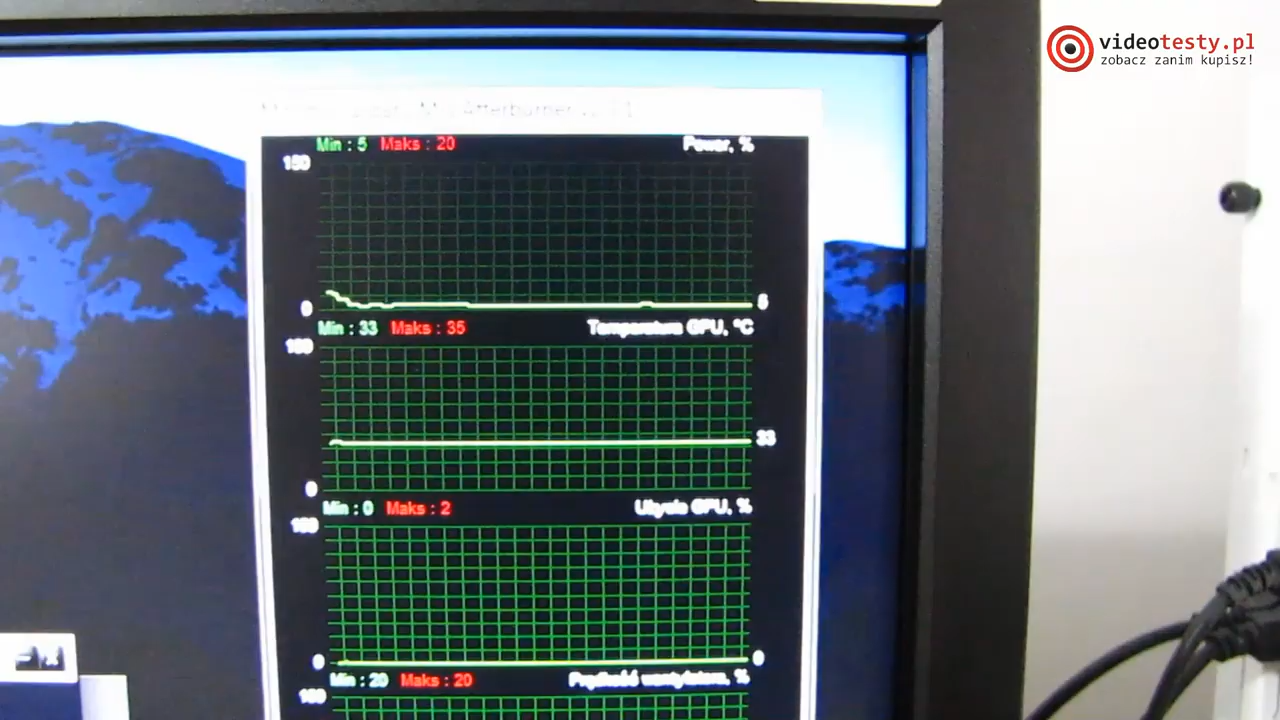 videotesty.pl
zobacz zanim kupisz!
Afterburner
Min : 5 Maks : 20 Power, %
150
0 5
Min : 33 Maks : 35 Temperatura GPU, °C
100
33
0
Min : 0 Maks : 2 Użycie GPU, %
100
0 0
Min : 20 Maks : 20 Prędkość wentylatora, %
100